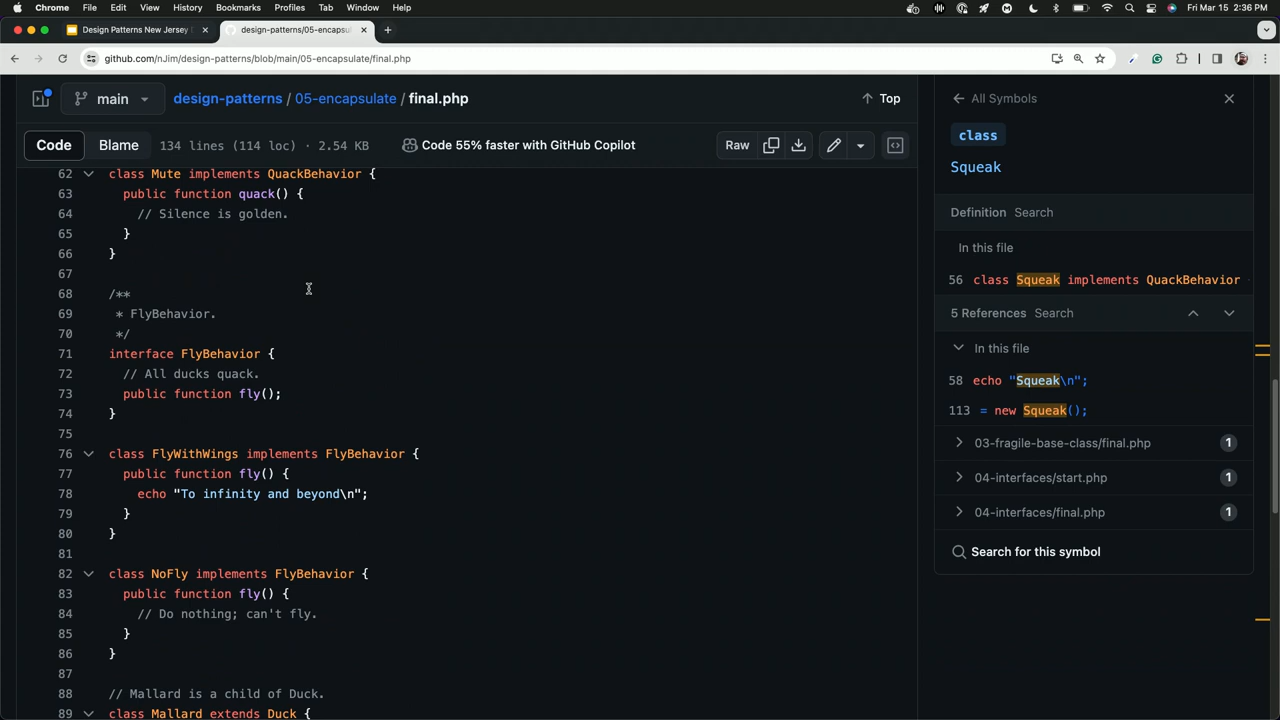 Chrome File Edit View History Bookmarks Profiles Tab Window Help Fri Mar 15 2:36 PM
Design Patterns New Jersey
design-patterns/05-encapsu
github.com/nJim/design-patterns/blob/main/05-encapsulate/final.php
main design-patterns / 05-encapsulate / final.php Top
Code Blame 134 lines (114 loc) · 2.54 KB Code 55% faster with GitHub Copilot Raw
62 class Mute implements QuackBehavior {
63 public function quack() {
64 // Silence is golden.
65 }
66 }
67
68 /**
69 * FlyBehavior.
70 */
71 interface FlyBehavior {
72 // All ducks quack.
73 public function fly();
74 }
75
76 class FlyWithWings implements FlyBehavior {
77 public function fly() {
78 echo "To infinity and beyond\n";
79 }
80 }
81
82 class NoFly implements FlyBehavior {
83 public function fly() {
84 // Do nothing; can't fly.
85 }
86 }
87
88 // Mallard is a child of Duck.
89 class Mallard extends Duck {
All Symbols
class
Squeak
Definition Search
In this file
56 class Squeak implements QuackBehavior
5 References Search
In this file
58 echo "Squeak\n";
113 = new Squeak();
03-fragile-base-class/final.php 1
04-interfaces/start.php 1
04-interfaces/final.php 1
Search for this symbol